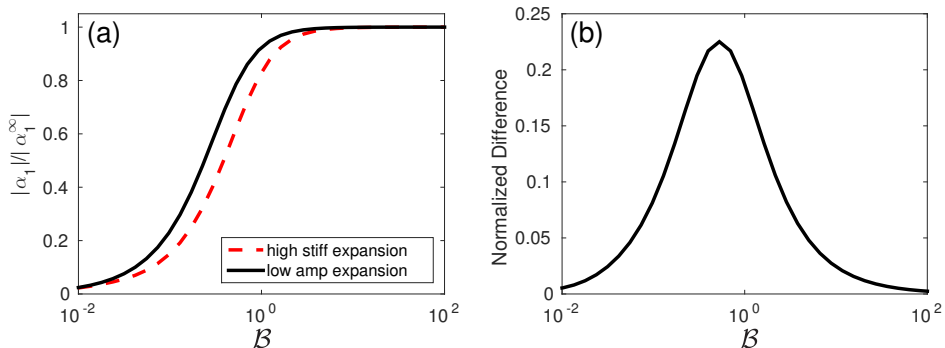 (a)
|α₁|/|α₁^∞|
1
0.8
0.6
0.4
0.2
0
10⁻²
10⁰
10²
ℬ
high stiff expansion
low amp expansion
(b)
Normalized Difference
0.25
0.2
0.15
0.1
0.05
0
10⁻²
10⁰
10²
ℬ